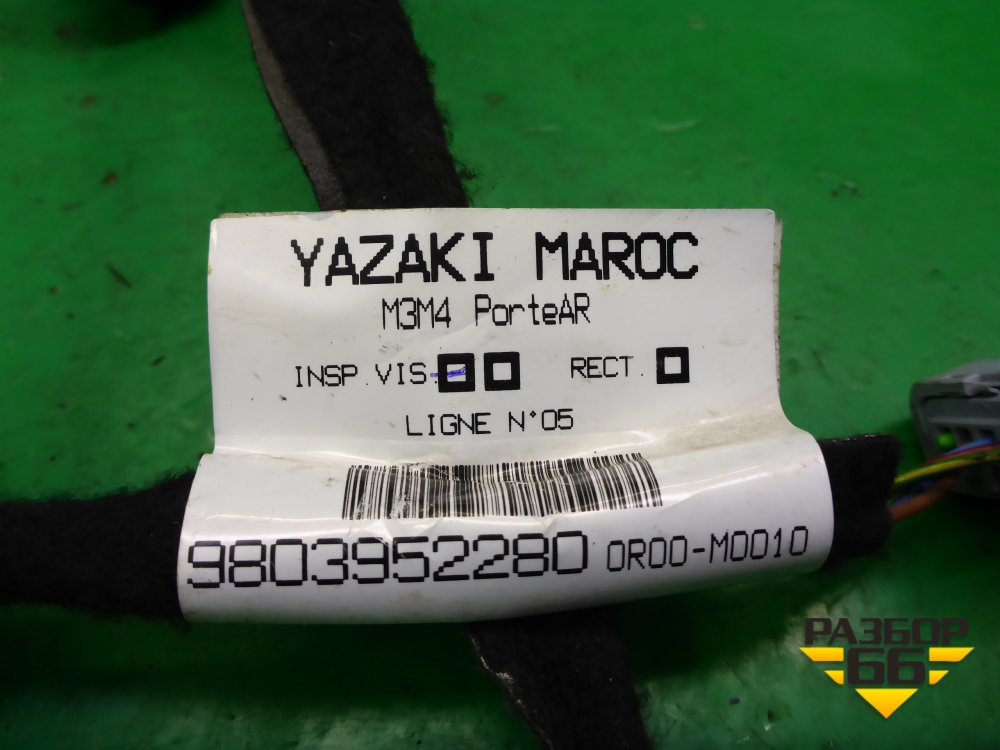 YAZAKI MAROC
M3M4 PorteAR
INSP.VIS. RECT.
LIGNE N°05
9803952280 0R00-M0010
РАЗБОР
66